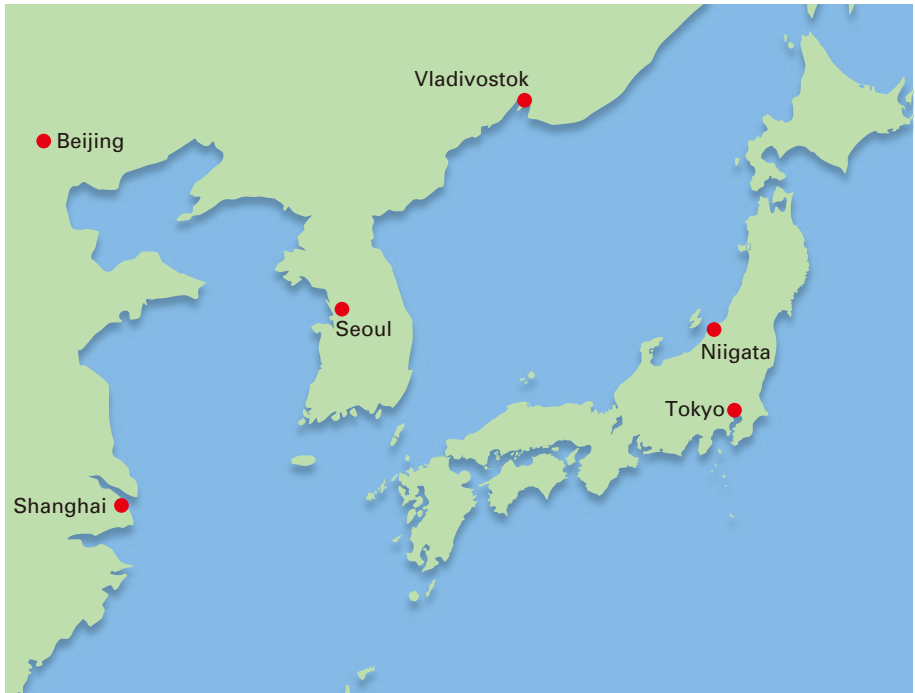 Vladivostok
Beijing
Seoul
Niigata
Tokyo
Shanghai